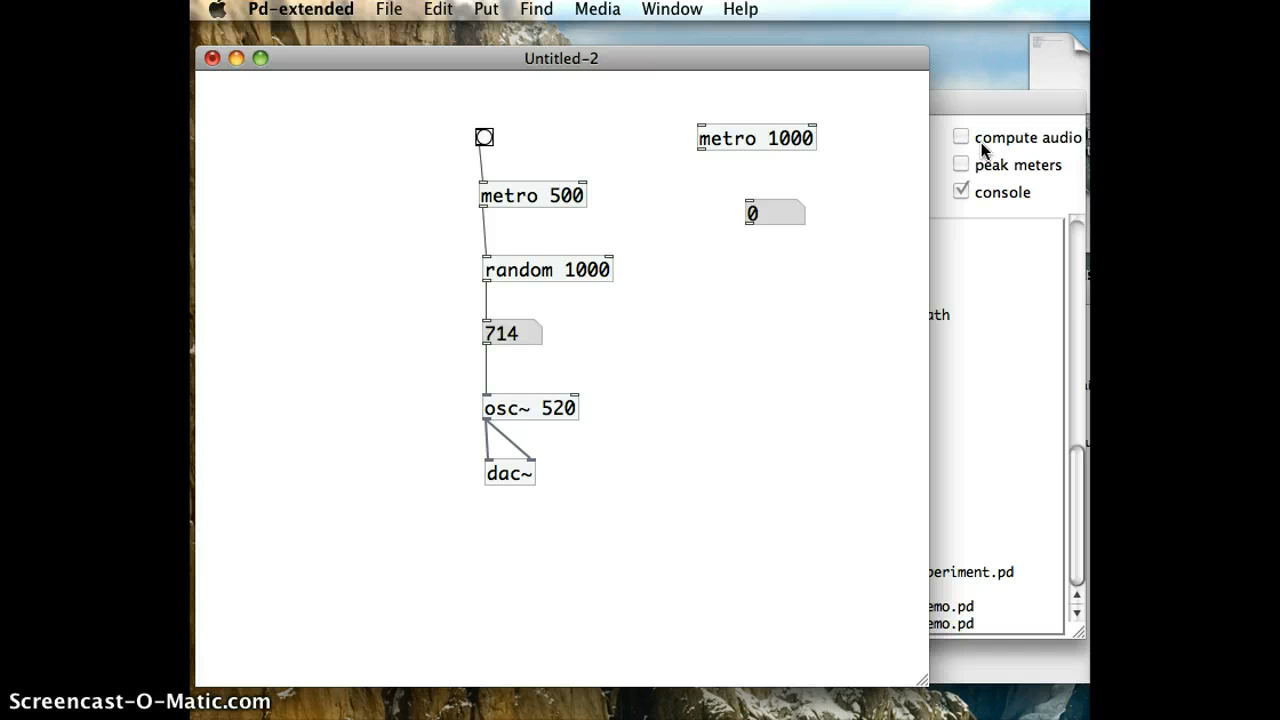 Pd-extended File Edit Put Find Media Window Help
Untitled-2
metro 1000
compute audio
peak meters
metro 500
console
0
random 1000
ath
714
osc~ 520
dac~
periment.pd
emo.pd
emo.pd
Screencast-O-Matic.com